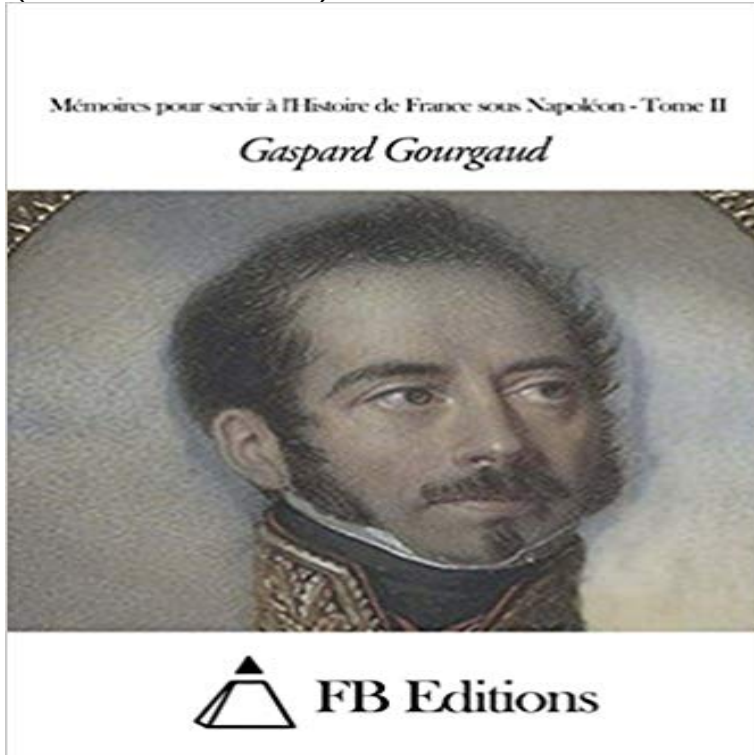 Mémoires pour servir à l'Histoire de France sous Napoléon - Tome II
Gaspard Gourgaud
FB Editions